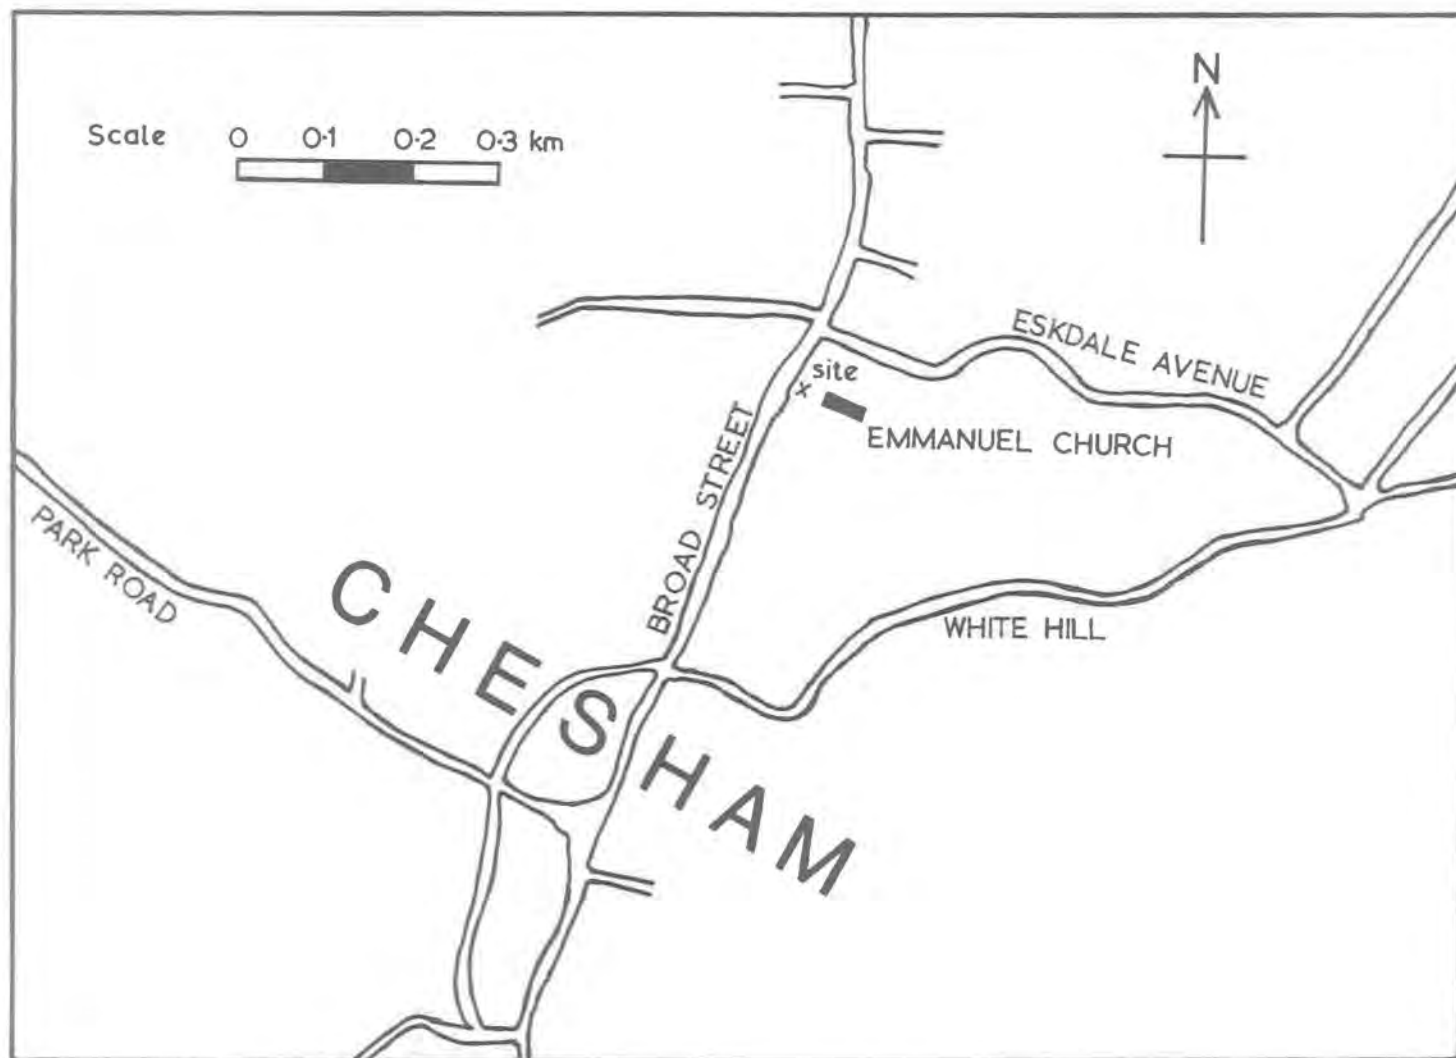 N
Scale 0 0·1 0·2 0·3 km
ESKDALE AVENUE
site
EMMANUEL CHURCH
BROAD STREET
PARK ROAD
CHESHAM
WHITE HILL